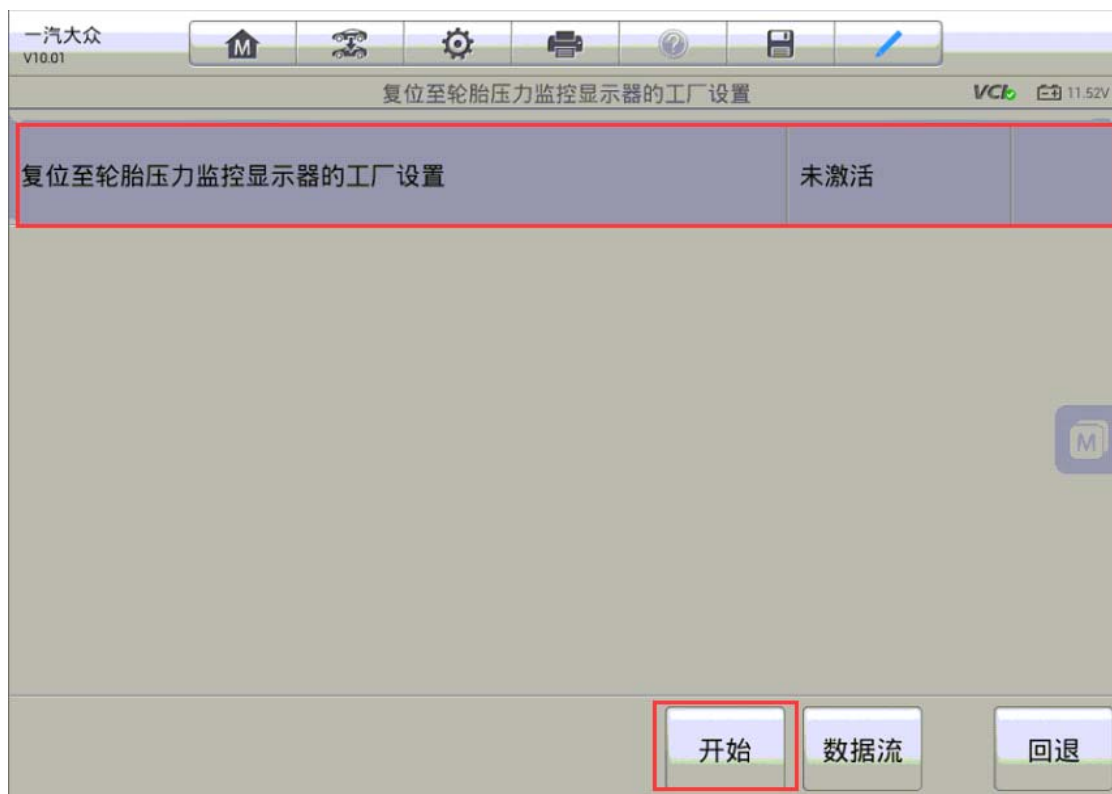 一汽大众
V10.01
M
复位至轮胎压力监控显示器的工厂设置
VCI
11.52V
复位至轮胎压力监控显示器的工厂设置 未激活
M
开始 数据流 回退